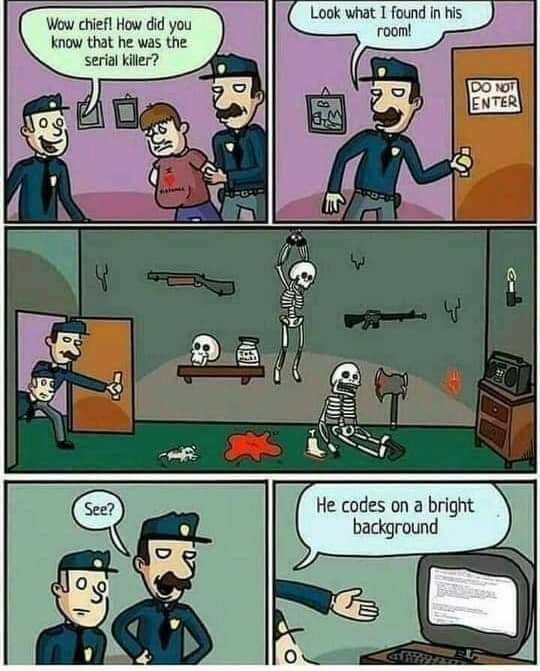 Wow chief! How did you
know that he was the
serial killer?
Look what I found in his
room!
DO NOT
ENTER
I
See?
He codes on a bright
background